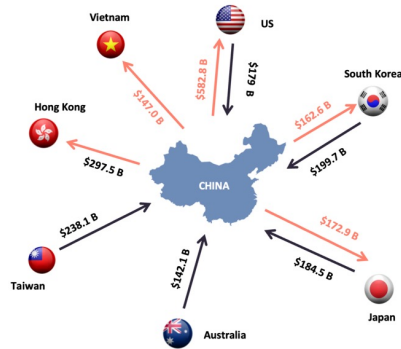 Vietnam
US
$147.0 B
$582.8 B
$179 B
South Korea
$162.6 B
$199.7 B
Hong Kong
$297.5 B
CHINA
$238.1 B
Taiwan
$142.1 B
Australia
$172.9 B
$184.5 B
Japan